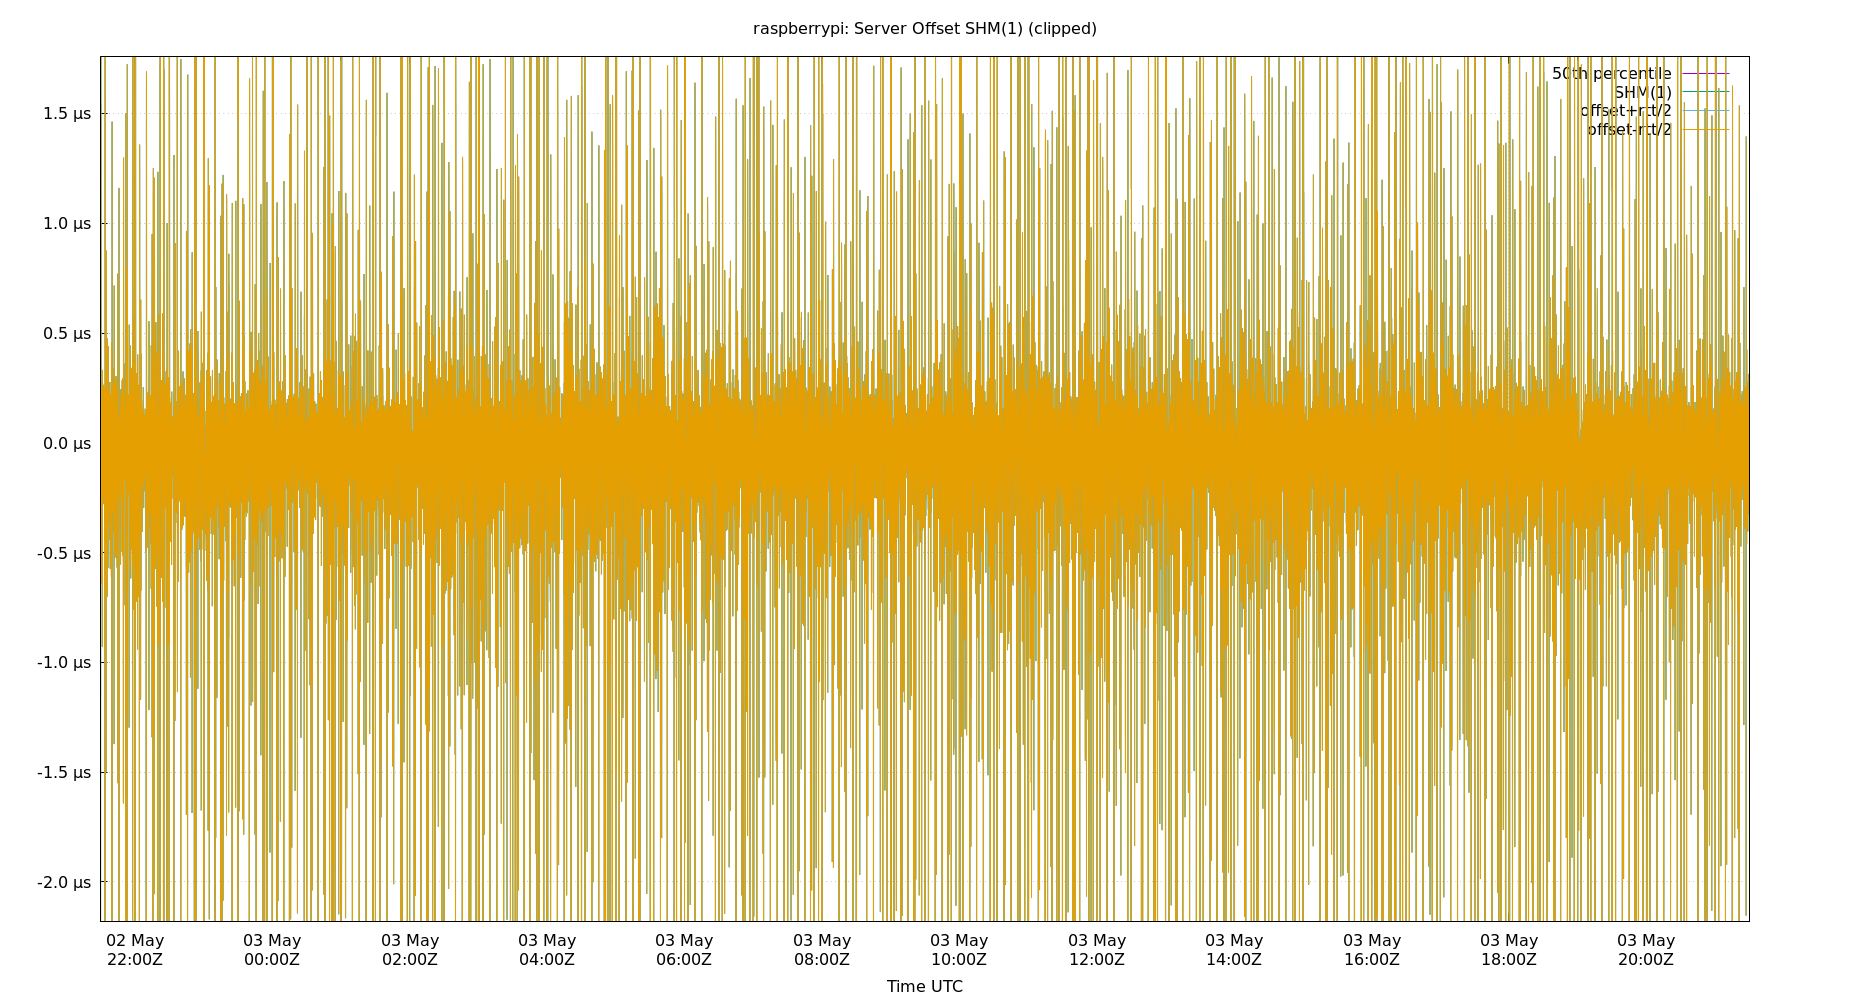 raspberrypi: Server Offset SHM(1) (clipped)
50th percentile
SHM(1)
offset+rtt/2
offset-rtt/2
1.5 µs
1.0 µs
0.5 µs
0.0 µs
-0.5 µs
-1.0 µs
-1.5 µs
-2.0 µs
02 May 03 May 03 May 03 May 03 May 03 May 03 May 03 May 03 May 03 May 03 May 03 May
22:00Z 00:00Z 02:00Z 04:00Z 06:00Z 08:00Z 10:00Z 12:00Z 14:00Z 16:00Z 18:00Z 20:00Z
Time UTC